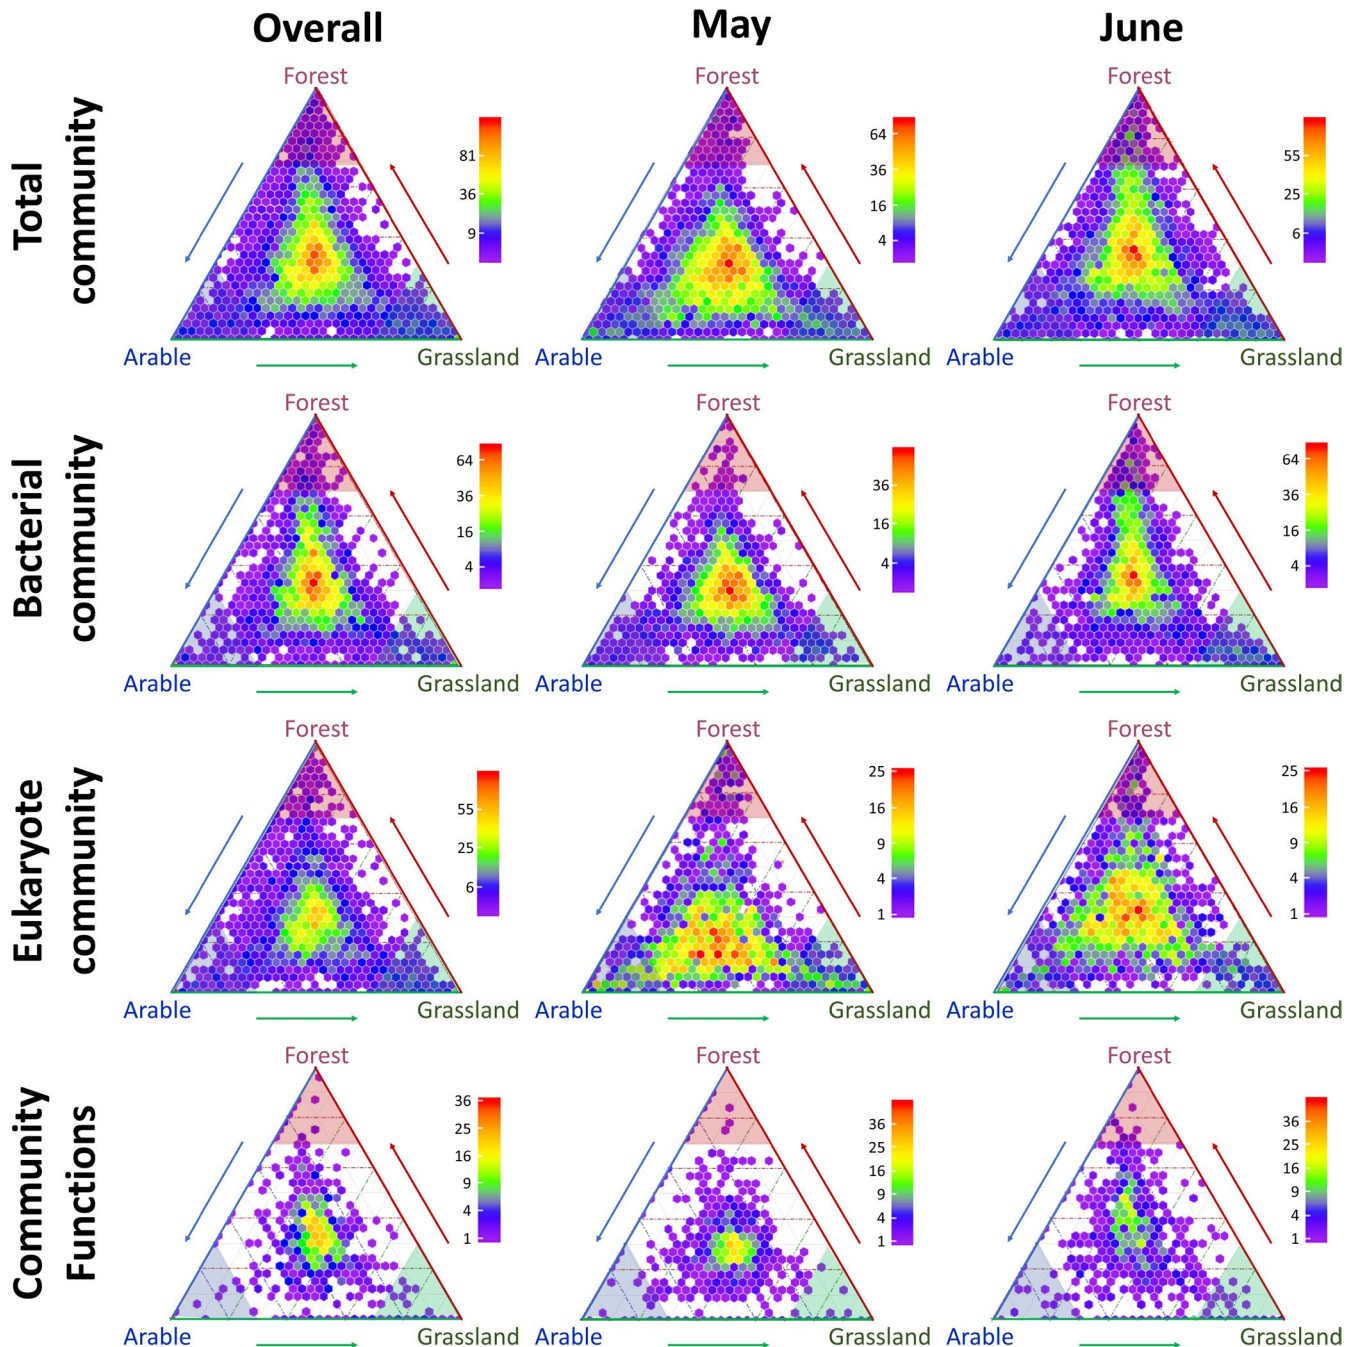 Overall May June
Total community
Forest Forest Forest
81 64 55
36 36 25
9 16 6
4
Arable Grassland Arable Grassland Arable Grassland
Bacterial community
Forest Forest Forest
64 36 64
36 16 36
16 4 16
4 4
Arable Grassland Arable Grassland Arable Grassland
Eukaryote community
Forest Forest Forest
55 25 25
25 16 16
6 9 9
4 4
1 1
Arable Grassland Arable Grassland Arable Grassland
Community Functions
Forest Forest Forest
36 36 36
25 25 25
16 16 16
9 9 9
4 4 4
1 1 1
Arable Grassland Arable Grassland Arable Grassland